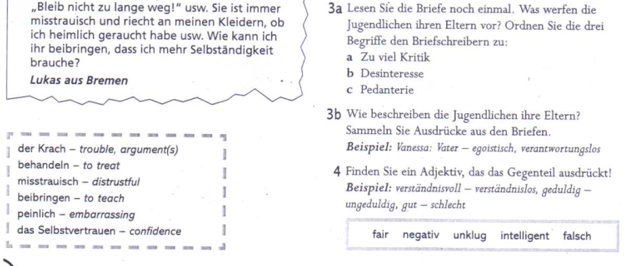 „Bleib nicht zu lange weg!" usw. Sie ist immer
misstrauisch und riecht an meinen Kleidern, ob
ich heimlich geraucht habe usw. Wie kann ich
ihr beibringen, dass ich mehr Selbständigkeit
brauche?
Lukas aus Bremen
der Krach – trouble, argument(s)
behandeln – to treat
misstrauisch – distrustful
beibringen – to teach
peinlich – embarrassing
das Selbstvertrauen – confidence
3a Lesen Sie die Briefe noch einmal. Was werfen die
Jugendlichen ihren Eltern vor? Ordnen Sie die drei
Begriffe den Briefschreibern zu:
a Zu viel Kritik
b Desinteresse
c Pedanterie
3b Wie beschreiben die Jugendlichen ihre Eltern?
Sammeln Sie Ausdrücke aus den Briefen.
Beispiel: Vanessa: Vater – egoistisch, verantwortungslos
4 Finden Sie ein Adjektiv, das das Gegenteil ausdrückt!
Beispiel: verständnisvoll – verständnislos, geduldig –
ungeduldig, gut – schlecht
fair negativ unklug intelligent falsch